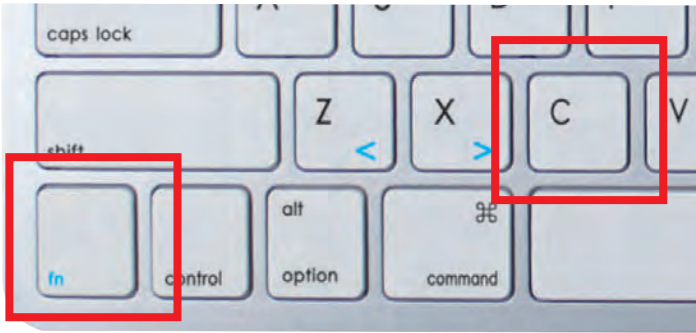 caps lock
Z X C V
< >
shift
alt ⌘
fn control option command